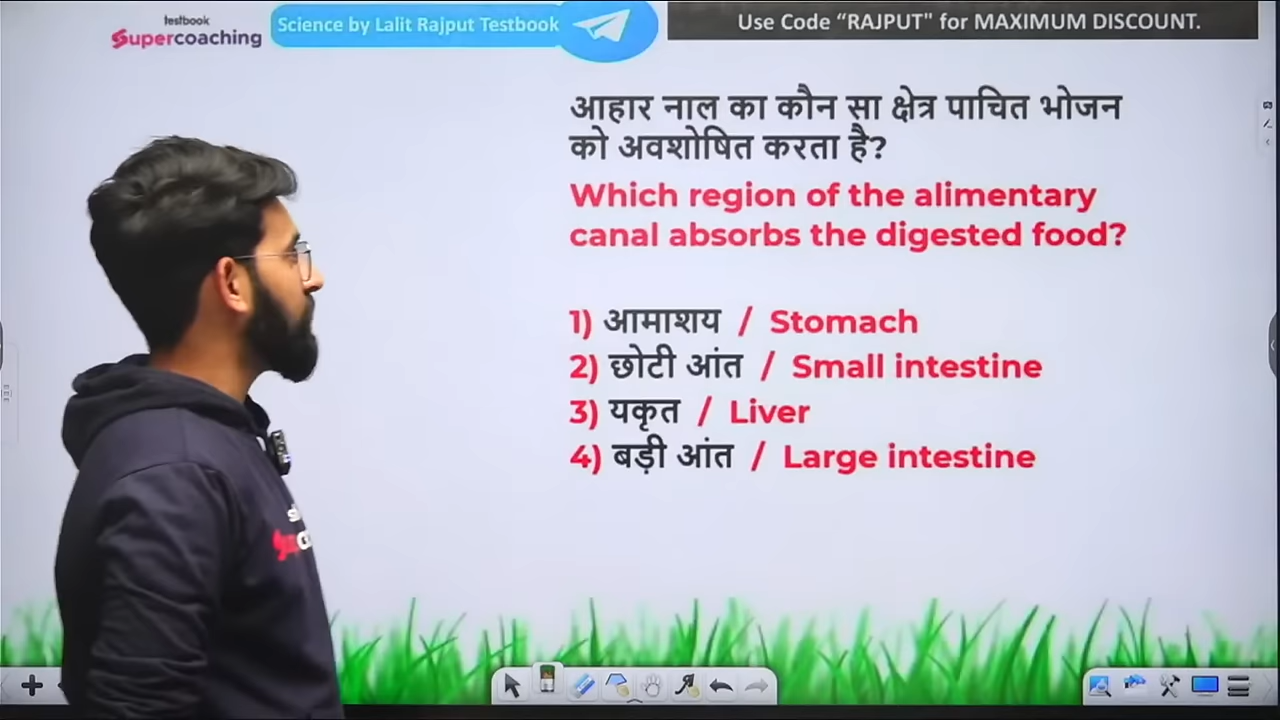 testbook
Supercoaching
Science by Lalit Rajput Testbook
Use Code “RAJPUT" for MAXIMUM DISCOUNT.
आहार नाल का कौन सा क्षेत्र पाचित भोजन
को अवशोषित करता है?
Which region of the alimentary
canal absorbs the digested food?
1) आमाशय / Stomach
2) छोटी आंत / Small intestine
3) यकृत / Liver
4) बड़ी आंत / Large intestine